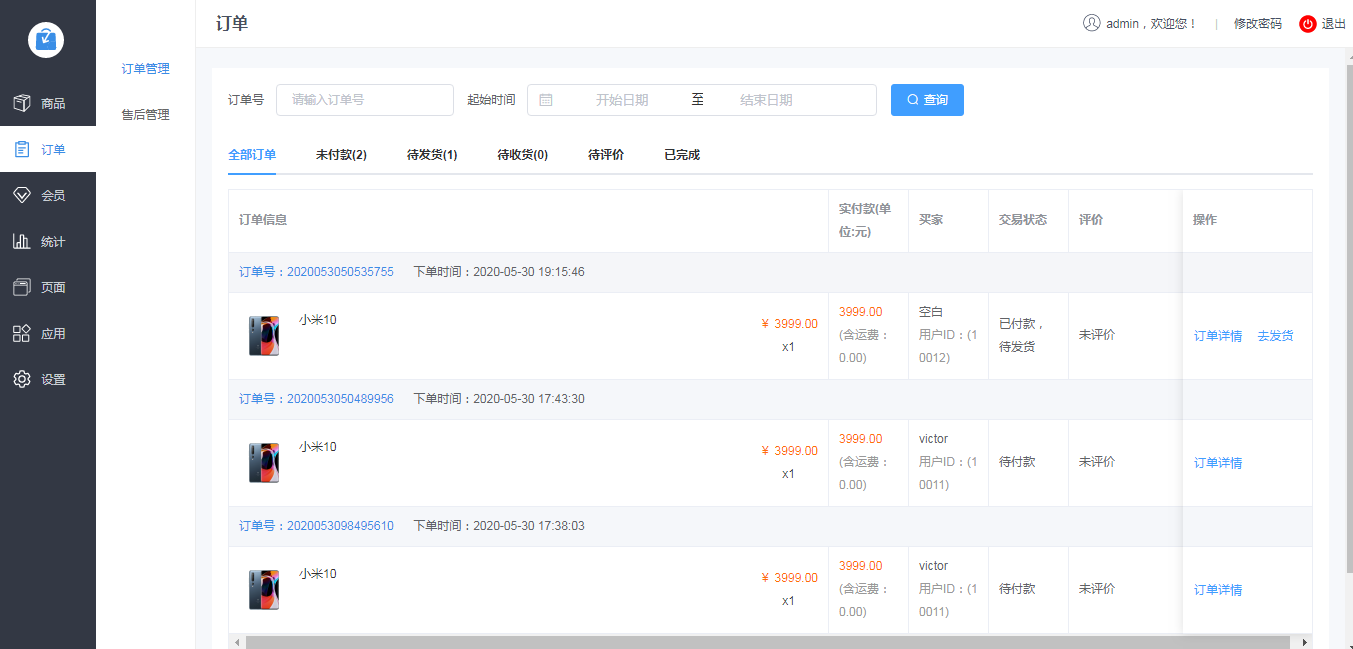 订单
admin，欢迎您！ | 修改密码 退出
商品
订单
会员
统计
页面
应用
设置
订单管理
售后管理
订单号 请输入订单号 起始时间 开始日期 至 结束日期 查询
全部订单 未付款(2) 待发货(1) 待收货(0) 待评价 已完成
订单信息 实付款(单位:元) 买家 交易状态 评价 操作
订单号：2020053050535755 下单时间：2020-05-30 19:15:46
小米10
¥ 3999.00
x1
3999.00
(含运费：
0.00)
空白
用户ID：(1
0012)
已付款，
待发货
未评价
订单详情 去发货
订单号：2020053050489956 下单时间：2020-05-30 17:43:30
小米10
¥ 3999.00
x1
3999.00
(含运费：
0.00)
victor
用户ID：(1
0011)
待付款
未评价
订单详情
订单号：2020053098495610 下单时间：2020-05-30 17:38:03
小米10
¥ 3999.00
x1
3999.00
(含运费：
0.00)
victor
用户ID：(1
0011)
待付款
未评价
订单详情